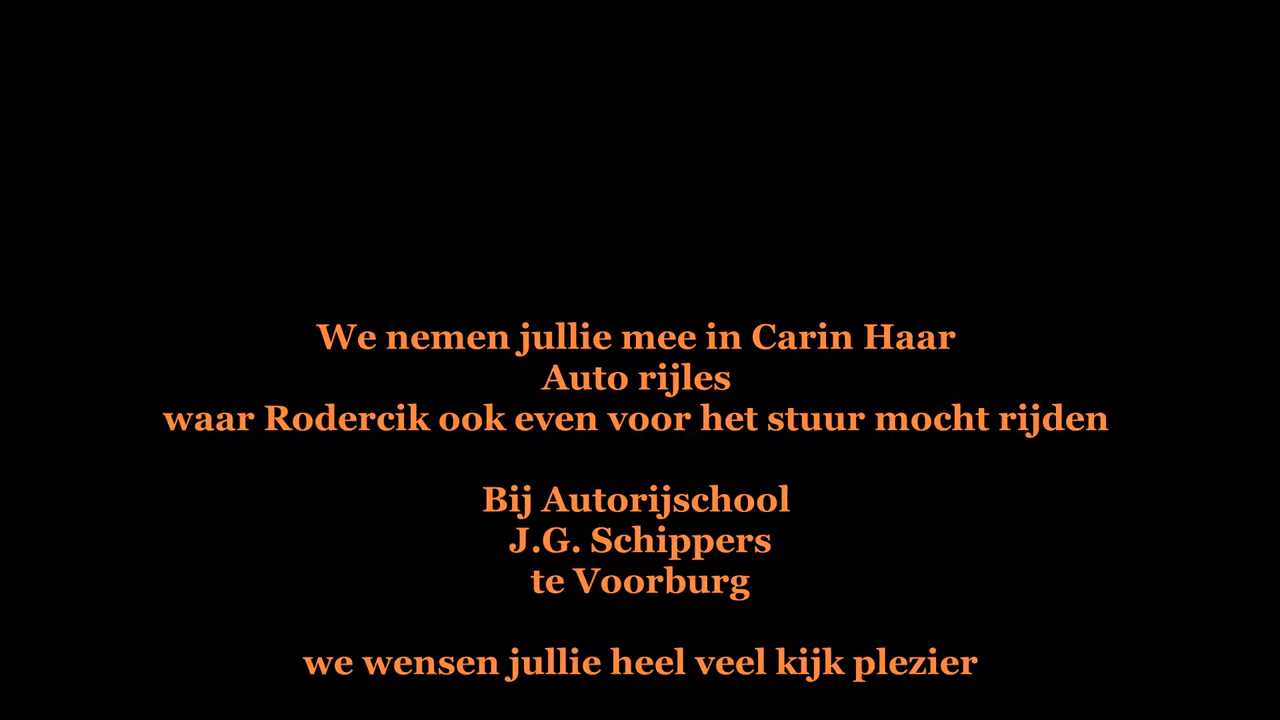 We nemen jullie mee in Carin Haar
Auto rijles
waar Rodercik ook even voor het stuur mocht rijden
Bij Autorijschool
J.G. Schippers
te Voorburg
we wensen jullie heel veel kijk plezier